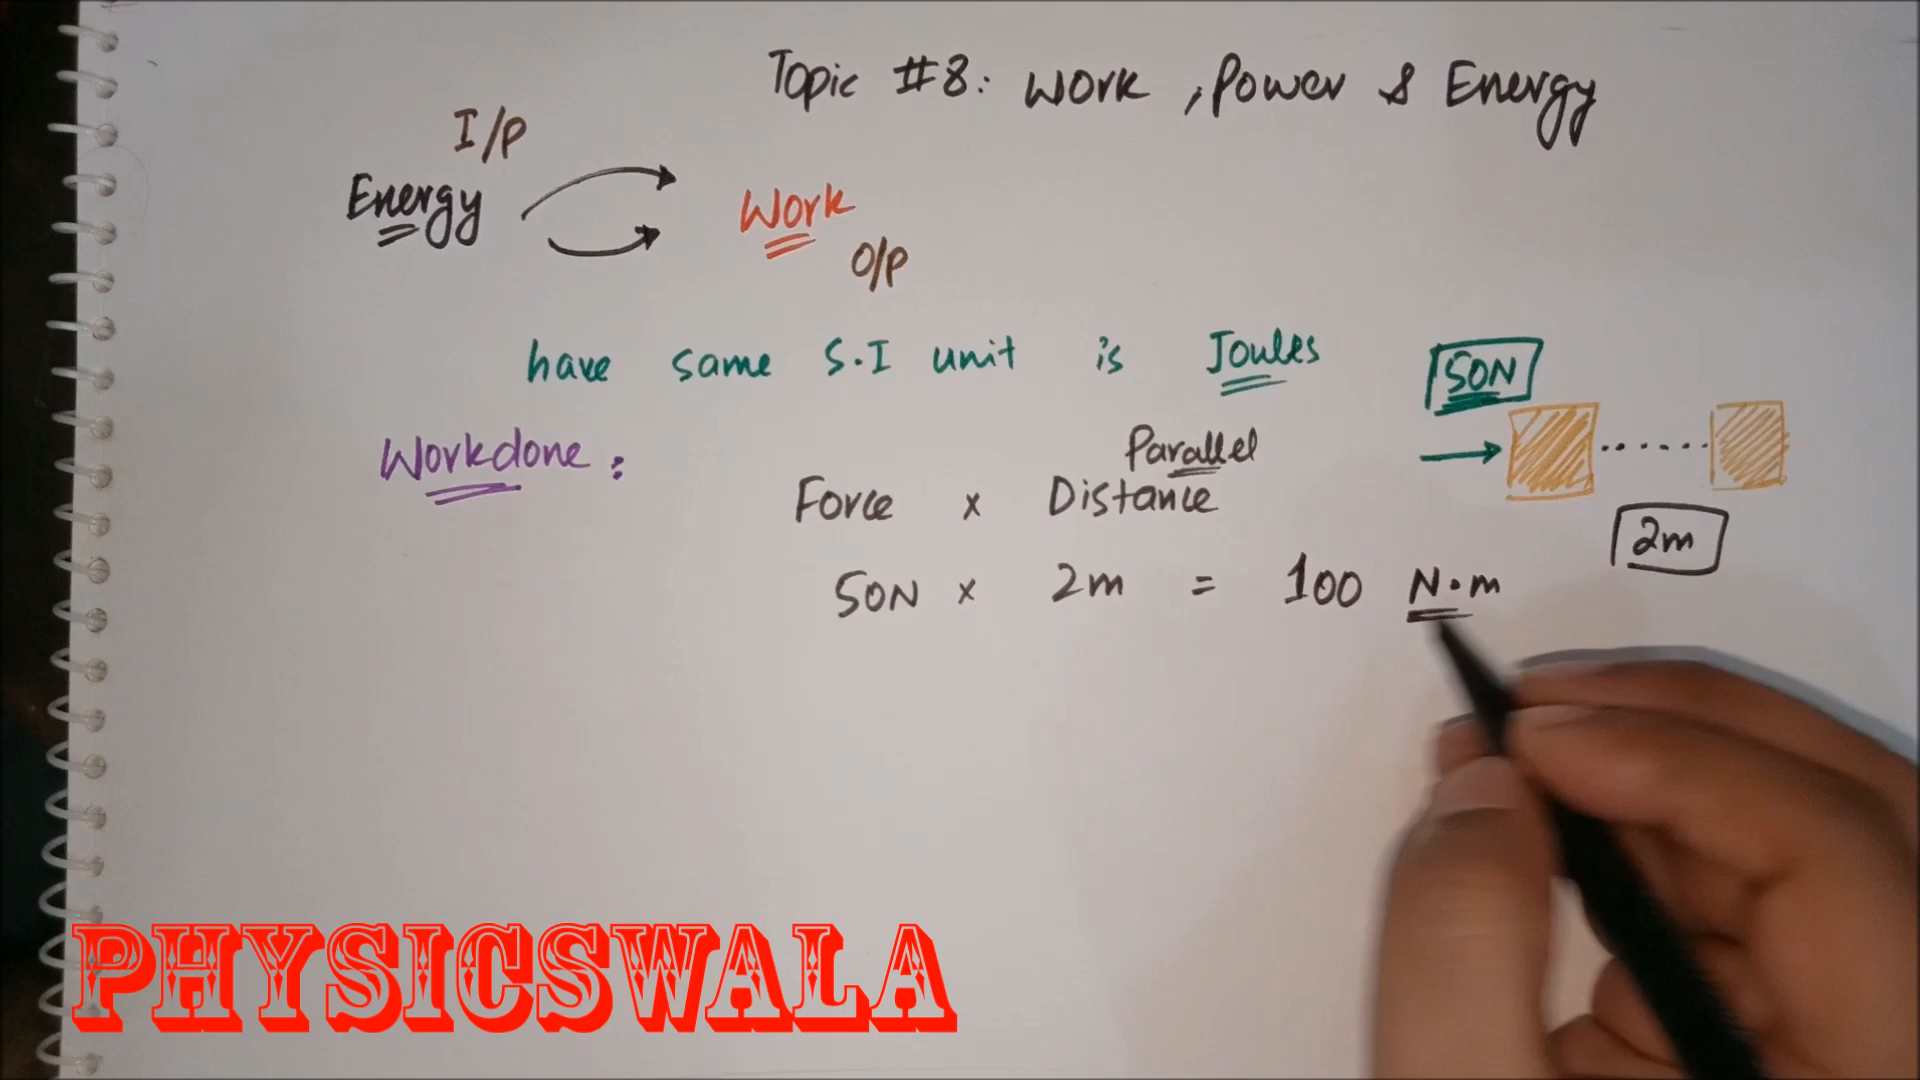 Topic #8: Work, Power & Energy
I/P
Energy
Work
O/P
have same S.I unit is Joules
50N
Workdone:
Parallel
Force x Distance
2m
50N x 2m = 100 N.m
PHYSICSWALA